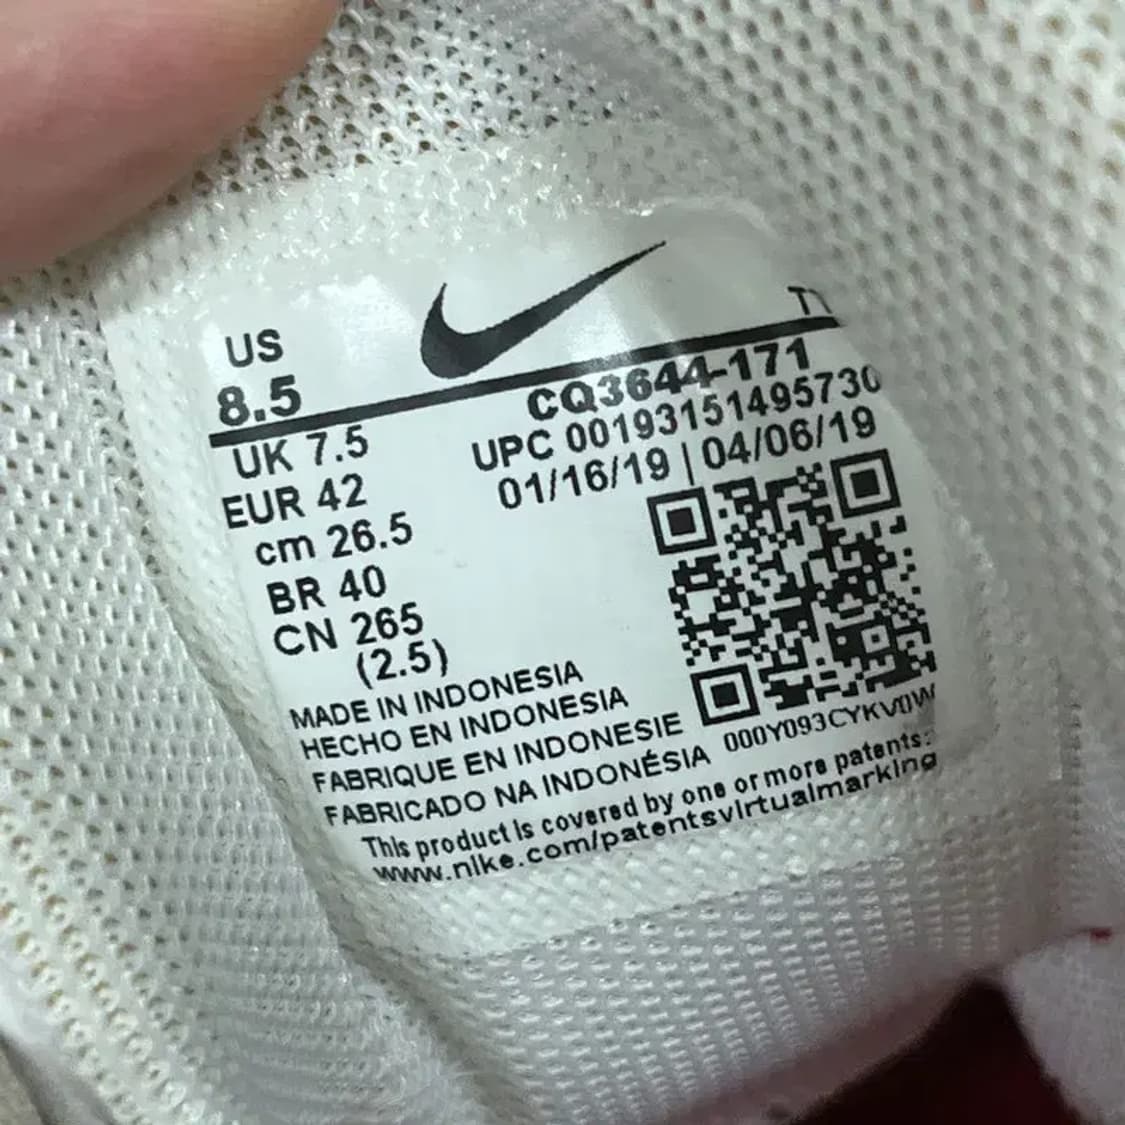 US
8.5
UK 7.5
EUR 42
cm 26.5
BR 40
CN 265
(2.5)
CQ3644-171
UPC 00193151495730
01/16/19 | 04/06/19
MADE IN INDONESIA
HECHO EN INDONESIA
FABRIQUE EN INDONESIE
FABRICADO NA INDONÉSIA
000Y093CYKV0W
This product is covered by one or more patents:
www.nike.com/patentsvirtualmarking